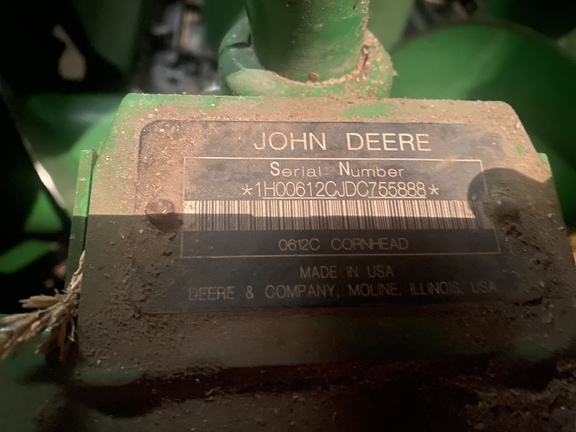 JOHN DEERE
Serial Number
*1H00612CJDC755888*
0612C CORNHEAD
MADE IN USA
DEERE & COMPANY, MOLINE, ILLINOIS, USA